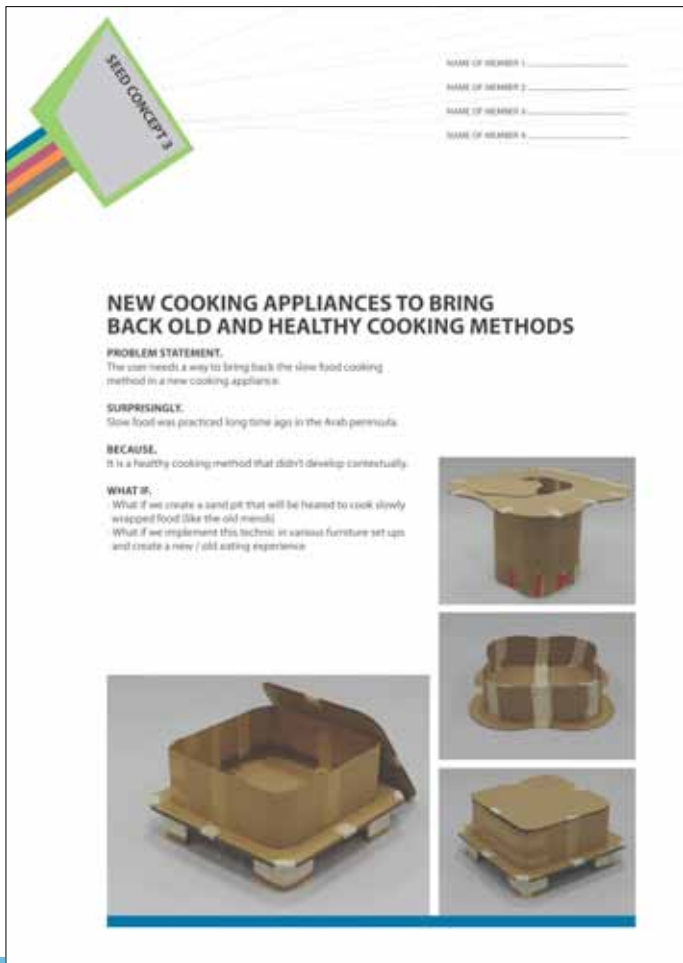 SEED CONCEPT 3
NAME OF MEMBER 1
NAME OF MEMBER 2
NAME OF MEMBER 3
NAME OF MEMBER 4
NEW COOKING APPLIANCES TO BRING
BACK OLD AND HEALTHY COOKING METHODS
PROBLEM STATEMENT.
The user needs a way to bring back the slow food cooking
method in a new cooking appliance.
SURPRISINGLY.
Slow food was practiced long time ago in the Arab peninsula.
BECAUSE.
It is a healthy cooking method that didn't develop contextually.
WHAT IF.
· What if we create a sand pit that will be heated to cook slowly
wrapped food (like the old mendi)
· What if we implement this technic in various furniture set ups
and create a new / old eating experience